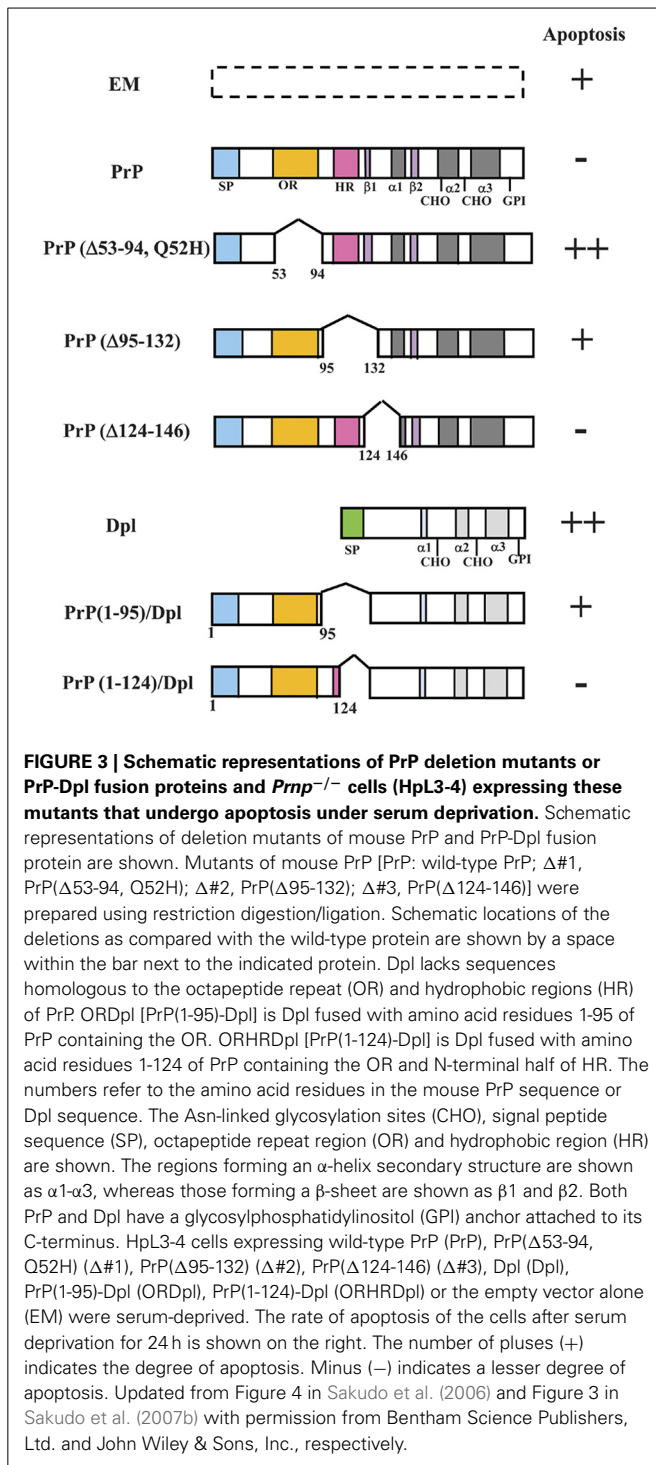 Apoptosis
EM +
PrP -
SP OR HR β1 α1 β2 α2 α3
CHO CHO GPI
PrP (Δ53-94, Q52H) ++
53 94
PrP (Δ95-132) +
95 132
PrP (Δ124-146) -
124 146
Dpl ++
SP α1 α2 α3
CHO CHO GPI
PrP(1-95)/Dpl +
1 95
PrP (1-124)/Dpl -
1 124
FIGURE 3 | Schematic representations of PrP deletion mutants or
PrP-Dpl fusion proteins and Prnp−/− cells (HpL3-4) expressing these
mutants that undergo apoptosis under serum deprivation. Schematic
representations of deletion mutants of mouse PrP and PrP-Dpl fusion
protein are shown. Mutants of mouse PrP [PrP: wild-type PrP; Δ#1,
PrP(Δ53-94, Q52H); Δ#2, PrP(Δ95-132); Δ#3, PrP(Δ124-146)] were
prepared using restriction digestion/ligation. Schematic locations of the
deletions as compared with the wild-type protein are shown by a space
within the bar next to the indicated protein. Dpl lacks sequences
homologous to the octapeptide repeat (OR) and hydrophobic regions (HR)
of PrP. ORDpl [PrP(1-95)-Dpl] is Dpl fused with amino acid residues 1-95 of
PrP containing the OR. ORHRDpl [PrP(1-124)-Dpl] is Dpl fused with amino
acid residues 1-124 of PrP containing the OR and N-terminal half of HR. The
numbers refer to the amino acid residues in the mouse PrP sequence or
Dpl sequence. The Asn-linked glycosylation sites (CHO), signal peptide
sequence (SP), octapeptide repeat region (OR) and hydrophobic region (HR)
are shown. The regions forming an α-helix secondary structure are shown
as α1-α3, whereas those forming a β-sheet are shown as β1 and β2. Both
PrP and Dpl have a glycosylphosphatidylinositol (GPI) anchor attached to its
C-terminus. HpL3-4 cells expressing wild-type PrP (PrP), PrP(Δ53-94,
Q52H) (Δ#1), PrP(Δ95-132) (Δ#2), PrP(Δ124-146) (Δ#3), Dpl (Dpl),
PrP(1-95)-Dpl (ORDpl), PrP(1-124)-Dpl (ORHRDpl) or the empty vector alone
(EM) were serum-derived. The rate of apoptosis of the cells after serum
deprivation for 24 h is shown on the right. The number of pluses (+)
indicates the degree of apoptosis. Minus (−) indicates a lesser degree of
apoptosis. Updated from Figure 4 in Sakudo et al. (2006) and Figure 3 in
Sakudo et al. (2007b) with permission from Bentham Science Publishers,
Ltd. and John Wiley & Sons, Inc., respectively.